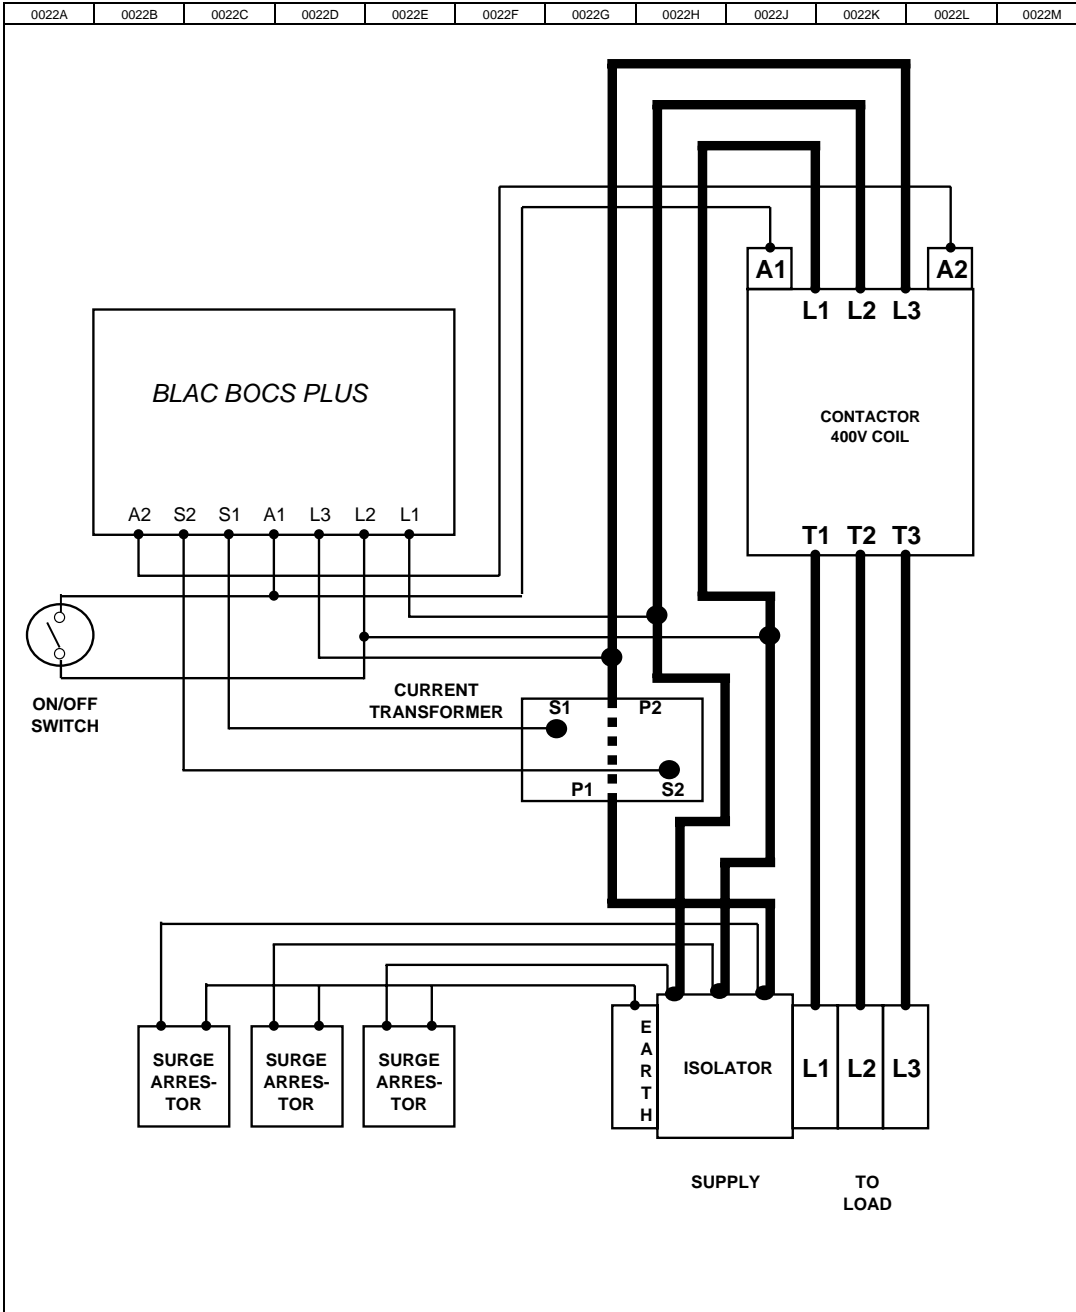 0022A 0022B 0022C 0022D 0022E 0022F 0022G 0022H 0022J 0022K 0022L 0022M
A1 A2
L1 L2 L3
BLAC BOCS PLUS
CONTACTOR
400V COIL
A2 S2 S1 A1 L3 L2 L1
T1 T2 T3
ON/OFF
SWITCH
CURRENT
TRANSFORMER
S1 P2
P1 S2
SURGE
ARRES-
TOR
SURGE
ARRES-
TOR
SURGE
ARRES-
TOR
E
A
R
T
H
ISOLATOR
L1 L2 L3
SUPPLY
TO
LOAD